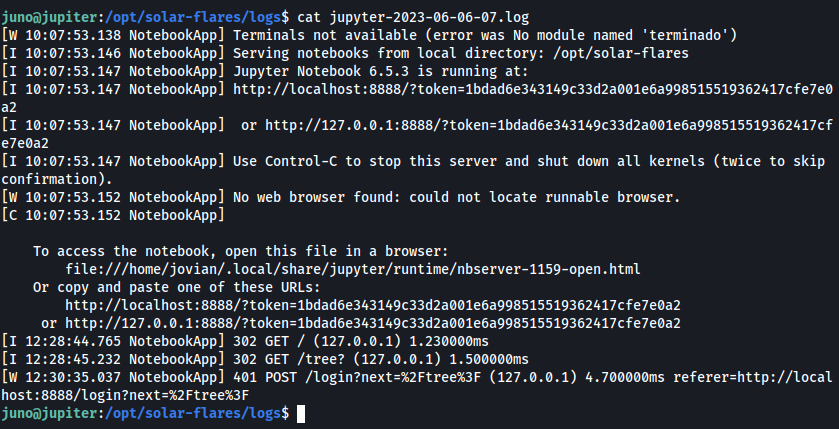 juno@jupiter:/opt/solar-flares/logs$ cat jupyter-2023-06-06-07.log
[W 10:07:53.138 NotebookApp] Terminals not available (error was No module named 'terminado')
[I 10:07:53.146 NotebookApp] Serving notebooks from local directory: /opt/solar-flares
[I 10:07:53.147 NotebookApp] Jupyter Notebook 6.5.3 is running at:
[I 10:07:53.147 NotebookApp] http://localhost:8888/?token=1bdad6e343149c33d2a001e6a998515519362417cfe7e0
a2
[I 10:07:53.147 NotebookApp]  or http://127.0.0.1:8888/?token=1bdad6e343149c33d2a001e6a998515519362417cf
e7e0a2
[I 10:07:53.147 NotebookApp] Use Control-C to stop this server and shut down all kernels (twice to skip
confirmation).
[W 10:07:53.152 NotebookApp] No web browser found: could not locate runnable browser.
[C 10:07:53.152 NotebookApp]
    To access the notebook, open this file in a browser:
        file:///home/jovian/.local/share/jupyter/runtime/nbserver-1159-open.html
    Or copy and paste one of these URLs:
        http://localhost:8888/?token=1bdad6e343149c33d2a001e6a998515519362417cfe7e0a2
     or http://127.0.0.1:8888/?token=1bdad6e343149c33d2a001e6a998515519362417cfe7e0a2
[I 12:28:44.765 NotebookApp] 302 GET / (127.0.0.1) 1.230000ms
[I 12:28:45.232 NotebookApp] 302 GET /tree? (127.0.0.1) 1.500000ms
[W 12:30:35.037 NotebookApp] 401 POST /login?next=%2Ftree%3F (127.0.0.1) 4.700000ms referer=http://local
host:8888/login?next=%2Ftree%3F
juno@jupiter:/opt/solar-flares/logs$